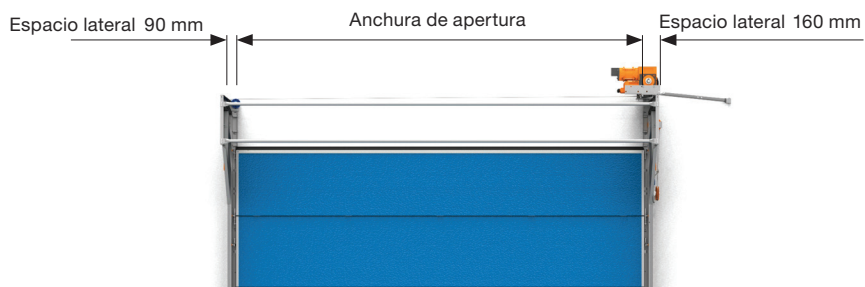 Espacio lateral 90 mm
Anchura de apertura
Espacio lateral 160 mm